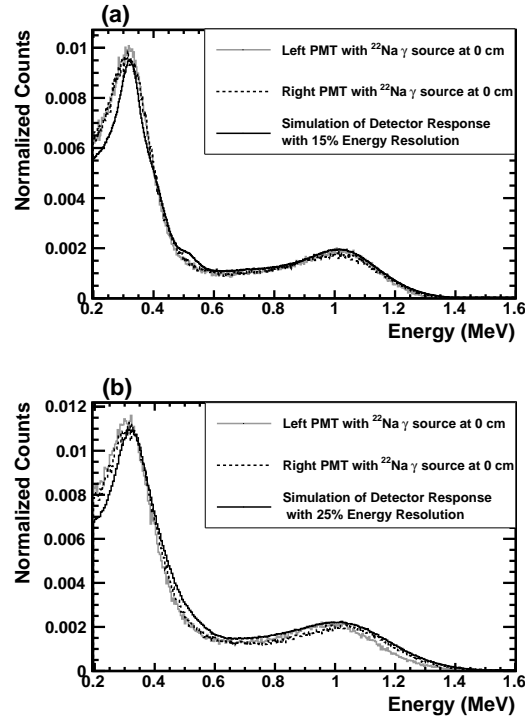 (a)
Normalized Counts
0.01
0.008
0.006
0.004
0.002
0
Left PMT with ²²Na γ source at 0 cm
Right PMT with ²²Na γ source at 0 cm
Simulation of Detector Response
with 15% Energy Resolution
0.2 0.4 0.6 0.8 1 1.2 1.4 1.6
Energy (MeV)
(b)
Normalized Counts
0.012
0.01
0.008
0.006
0.004
0.002
0
Left PMT with ²²Na γ source at 0 cm
Right PMT with ²²Na γ source at 0 cm
Simulation of Detector Response
with 25% Energy Resolution
0.2 0.4 0.6 0.8 1 1.2 1.4 1.6
Energy (MeV)